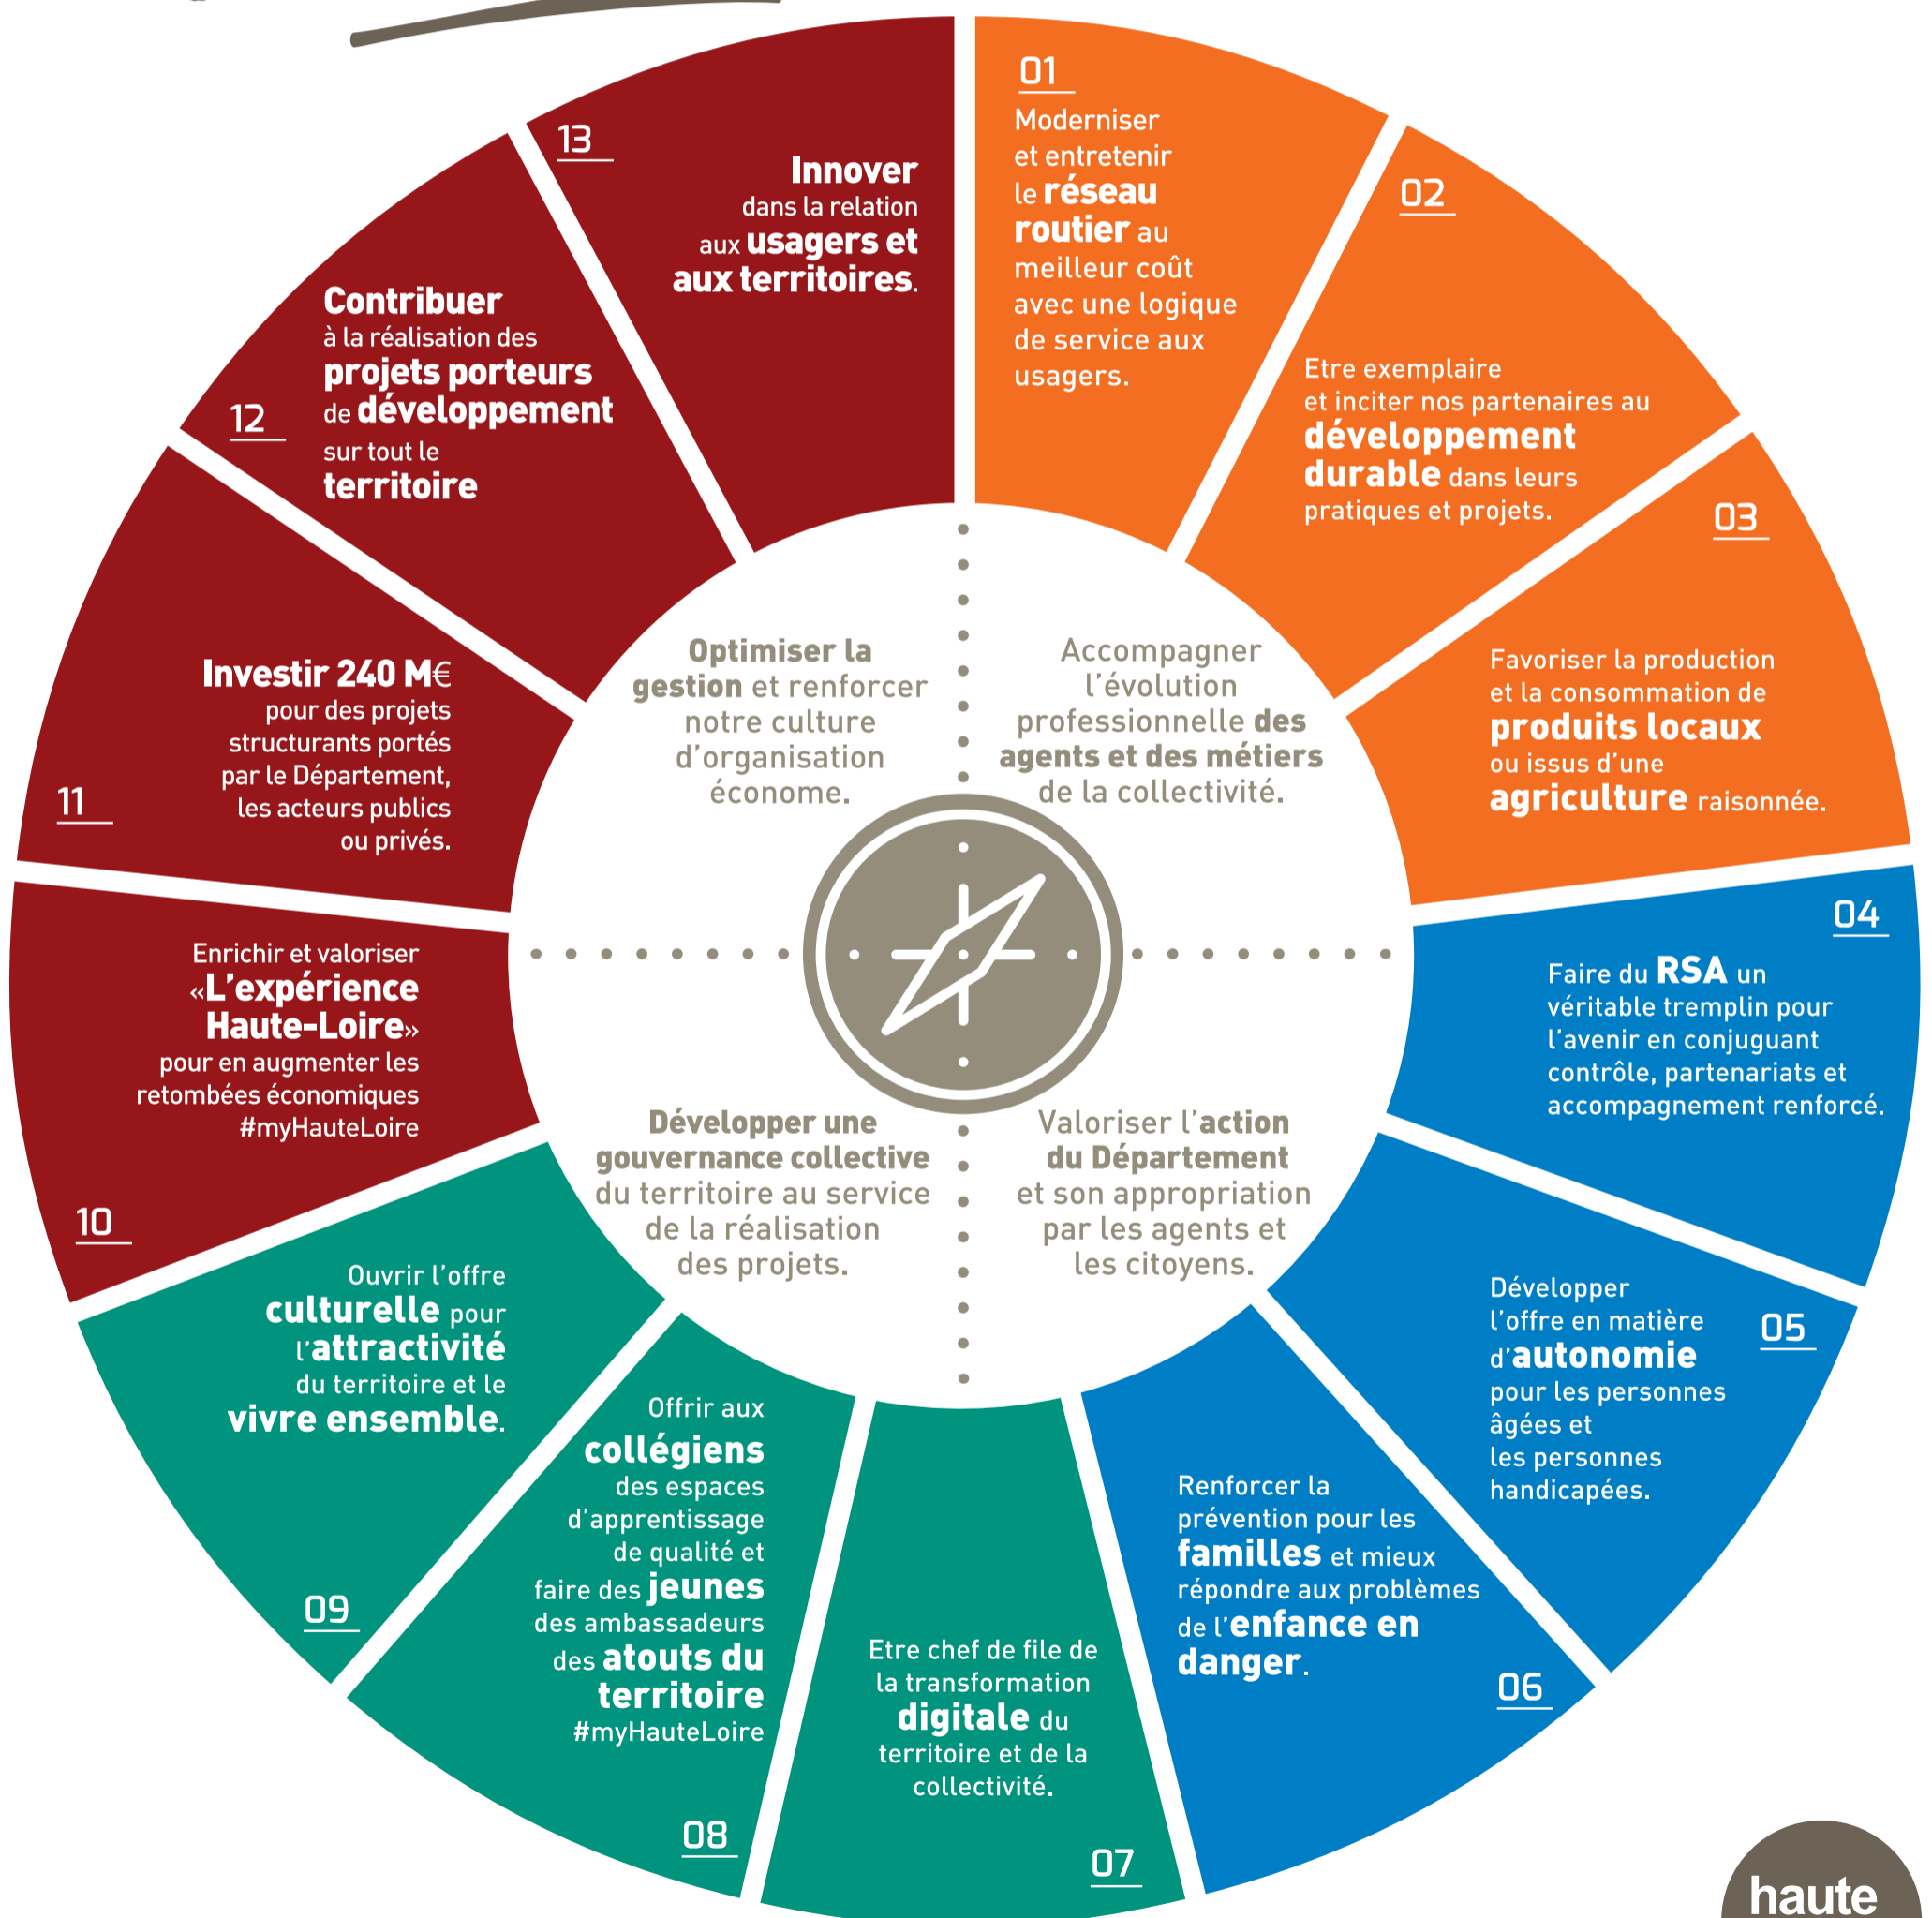 01
Moderniser
et entretenir
le réseau
routier au
meilleur coût
avec une logique
de service aux
usagers.
02
Etre exemplaire
et inciter nos partenaires au
développement
durable dans leurs
pratiques et projets.
03
Favoriser la production
et la consommation de
produits locaux
ou issus d'une
agriculture raisonnée.
04
Faire du RSA un
véritable tremplin pour
l'avenir en conjuguant
contrôle, partenariats et
accompagnement renforcé.
05
Développer
l'offre en matière
d'autonomie
pour les personnes
âgées et
les personnes
handicapées.
06
Renforcer la
prévention pour les
familles et mieux
répondre aux problèmes
de l'enfance en
danger.
07
Etre chef de file de
la transformation
digitale du
territoire et de la
collectivité.
08
Offrir aux
collégiens
des espaces
d'apprentissage
de qualité et
faire des jeunes
des ambassadeurs
des atouts du
territoire
#myHauteLoire
09
Ouvrir l'offre
culturelle pour
l'attractivité
du territoire et le
vivre ensemble.
10
Enrichir et valoriser
«L'expérience
Haute-Loire»
pour en augmenter les
retombées économiques
#myHauteLoire
11
Investir 240 M€
pour des projets
structurants portés
par le Département,
les acteurs publics
ou privés.
12
Contribuer
à la réalisation des
projets porteurs
de développement
sur tout le
territoire
13
Innover
dans la relation
aux usagers et
aux territoires.
Optimiser la
gestion et renforcer
notre culture
d'organisation
économe.
Accompagner
l'évolution
professionnelle des
agents et des métiers
de la collectivité.
Développer une
gouvernance collective
du territoire au service
de la réalisation
des projets.
Valoriser l'action
du Département
et son appropriation
par les agents et
les citoyens.
haute